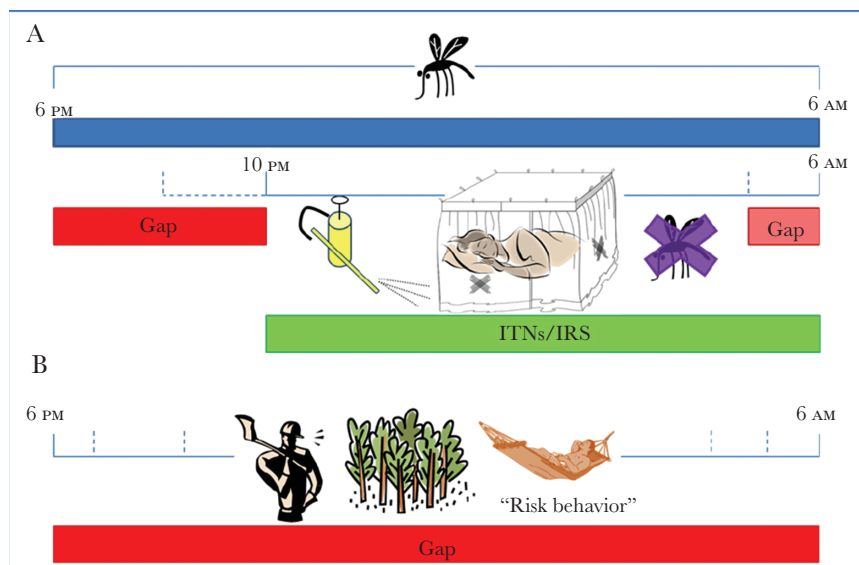 A
6 PM
6 AM
10 PM
6 AM
Gap
Gap
ITNs/IRS
B
6 PM
6 AM
“Risk behavior”
Gap